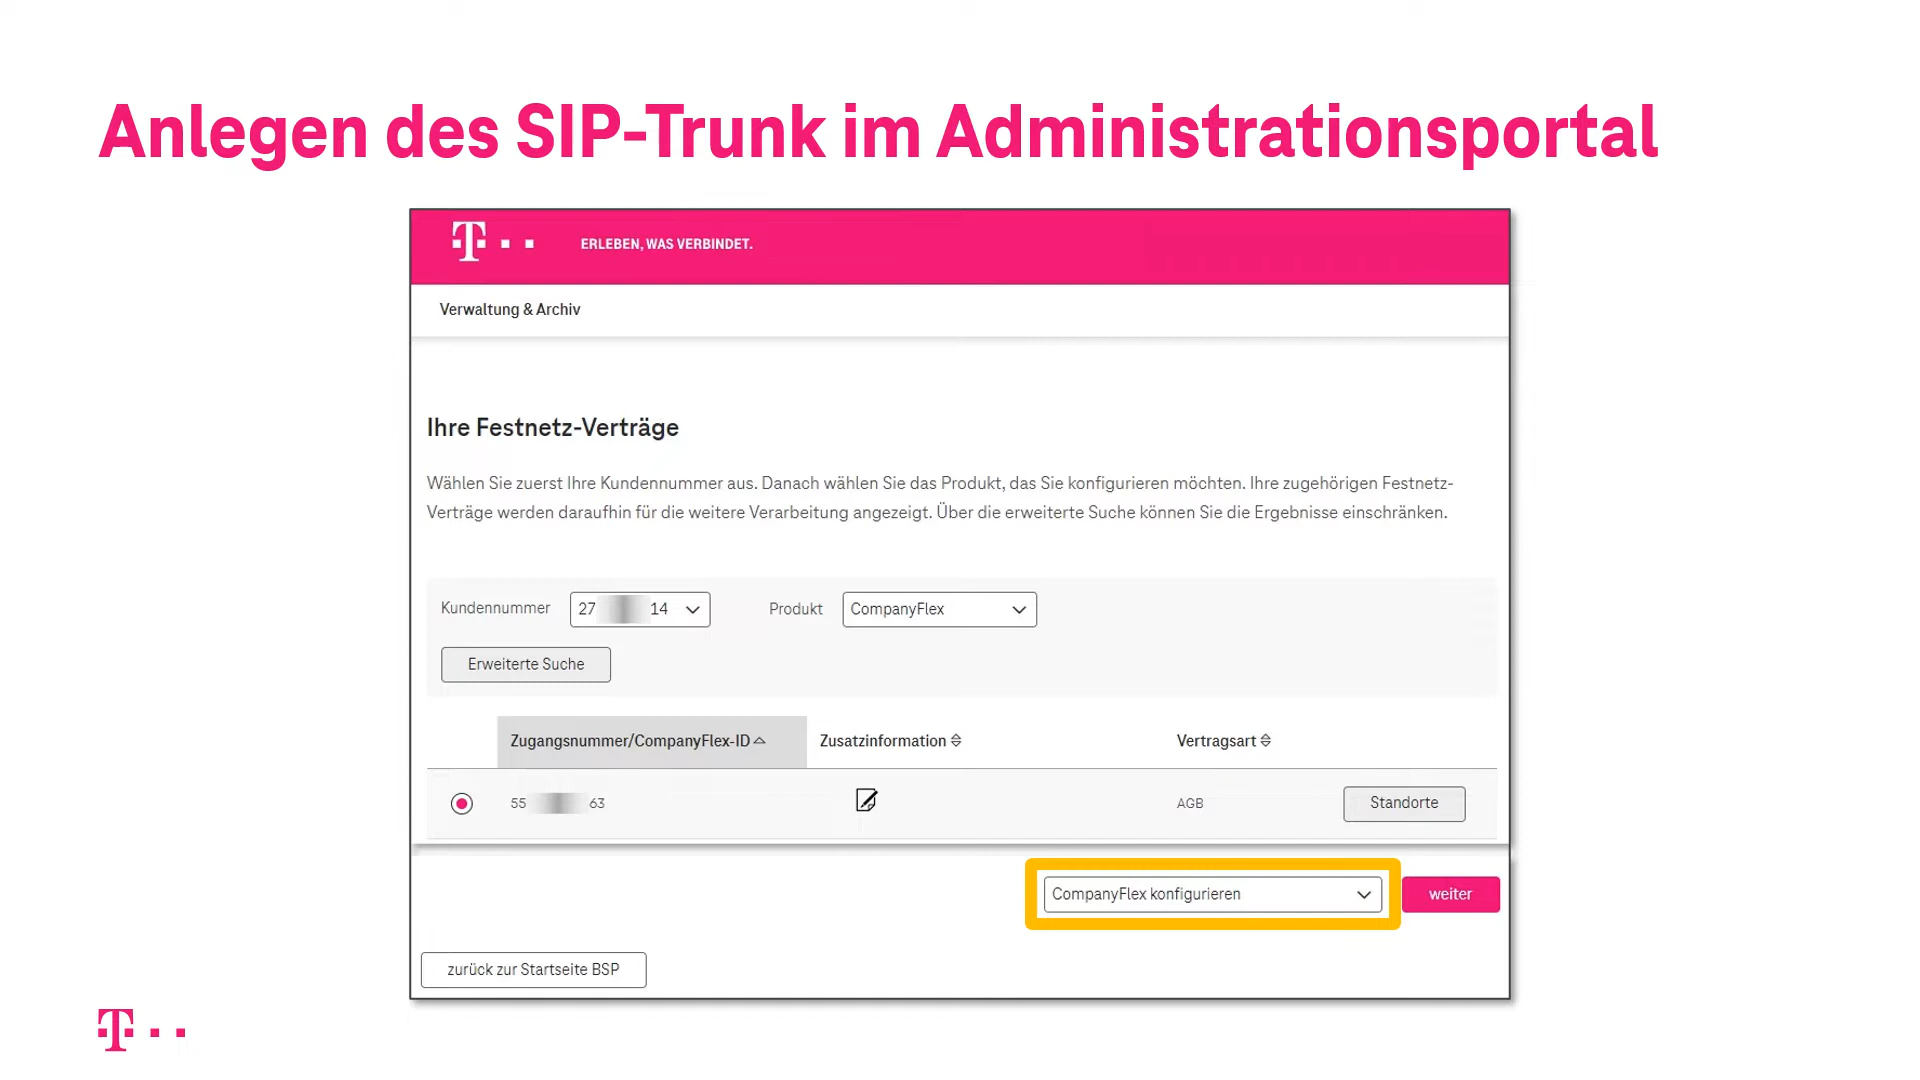 Anlegen des SIP-Trunk im Administrationsportal
ERLEBEN, WAS VERBINDET.
Verwaltung & Archiv
Ihre Festnetz-Verträge
Wählen Sie zuerst Ihre Kundennummer aus. Danach wählen Sie das Produkt, das Sie konfigurieren möchten. Ihre zugehörigen Festnetz-
Verträge werden daraufhin für die weitere Verarbeitung angezeigt. Über die erweiterte Suche können Sie die Ergebnisse einschränken.
Kundennummer 27 14 Produkt CompanyFlex
Erweiterte Suche
Zugangsnummer/CompanyFlex-ID Zusatzinformation Vertragsart
55 63 AGB Standorte
CompanyFlex konfigurieren weiter
zurück zur Startseite BSP